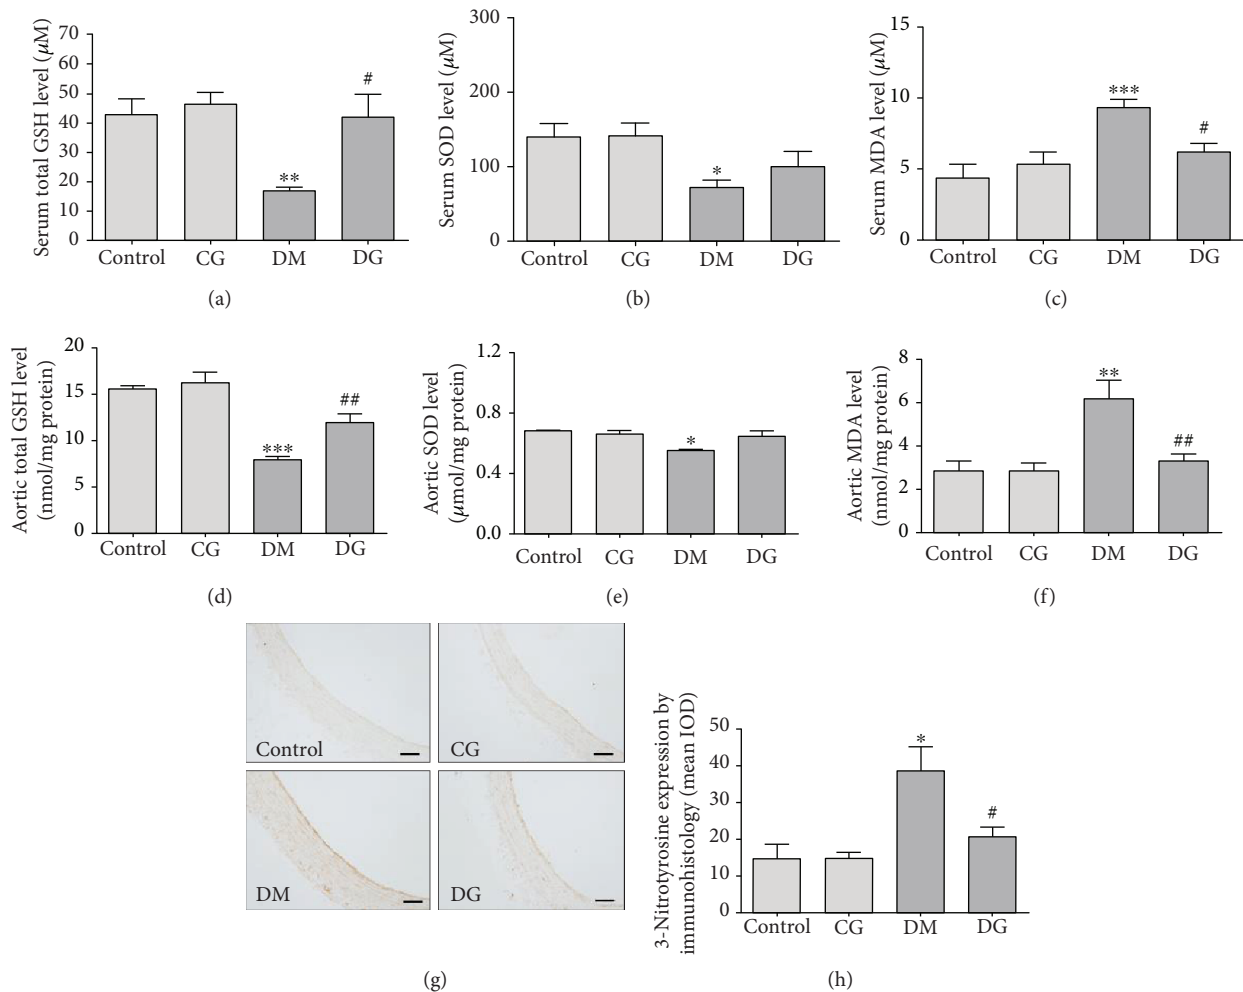 Serum total GSH level (μM)
70
60
50
40
30
20
10
0
**
#
Control
CG
DM
DG
(a)
Serum SOD level (μM)
300
200
100
0
*
Control
CG
DM
DG
(b)
Serum MDA level (μM)
15
10
5
0
***
#
Control
CG
DM
DG
(c)
Aortic total GSH level
(nmol/mg protein)
20
15
10
5
0
***
##
Control
CG
DM
DG
(d)
Aortic SOD level
(μmol/mg protein)
1.2
0.8
0.4
0.0
*
Control
CG
DM
DG
(e)
Aortic MDA level
(nmol/mg protein)
8
6
4
2
0
**
##
Control
CG
DM
DG
(f)
Control
CG
DM
DG
(g)
3-Nitrotyrosine expression by
immunohistology (mean IOD)
50
40
30
20
10
0
*
#
Control
CG
DM
DG
(h)